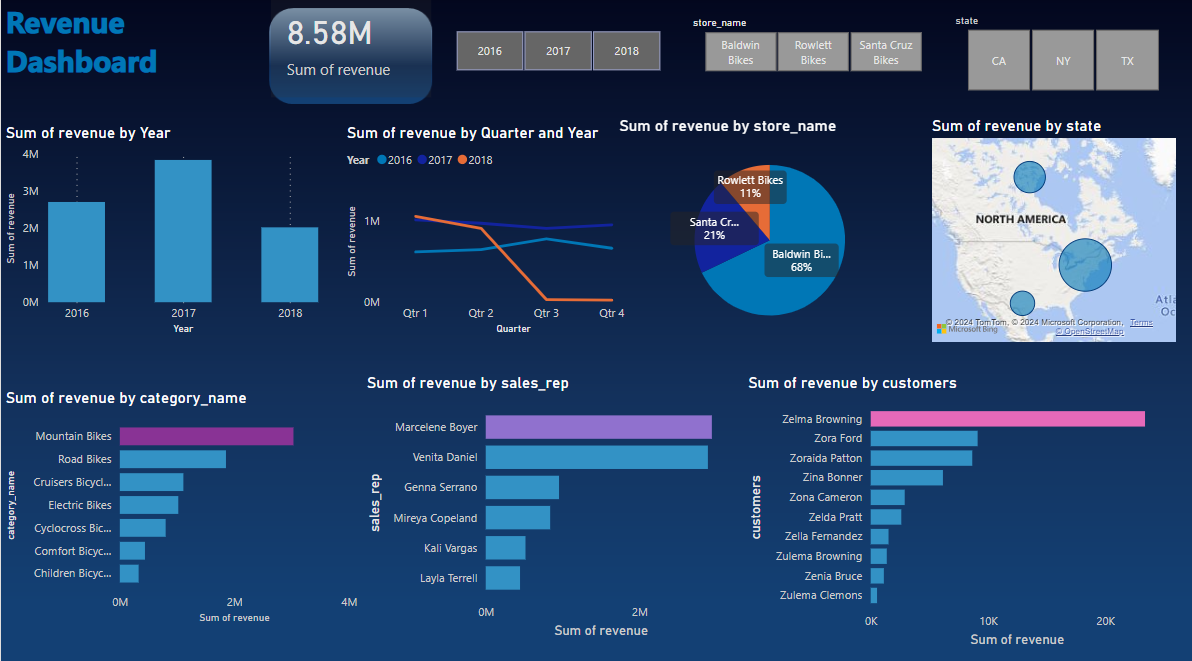 Revenue
Dashboard
8.58M
Sum of revenue
2016
2017
2018
store_name
Baldwin
Bikes
Rowlett
Bikes
Santa Cruz
Bikes
state
CA
NY
TX
Sum of revenue by Year
4M
3M
2M
1M
0M
Sum of revenue
2016
2017
2018
Year
Sum of revenue by Quarter and Year
Year 2016 2017 2018
1M
0M
Sum of revenue
Qtr 1
Qtr 2
Qtr 3
Qtr 4
Quarter
Sum of revenue by store_name
Rowlett Bikes
11%
Santa Cr...
21%
Baldwin Bi...
68%
Sum of revenue by state
NORTH AMERICA
Atla
Oc
© 2024 TomTom, © 2024 Microsoft Corporation, Terms
Microsoft Bing
© OpenStreetMap
Sum of revenue by category_name
category_name
Mountain Bikes
Road Bikes
Cruisers Bicycl...
Electric Bikes
Cyclocross Bic...
Comfort Bicyc...
Children Bicyc...
0M
2M
4M
Sum of revenue
Sum of revenue by sales_rep
sales_rep
Marcelene Boyer
Venita Daniel
Genna Serrano
Mireya Copeland
Kali Vargas
Layla Terrell
0M
2M
Sum of revenue
Sum of revenue by customers
customers
Zelma Browning
Zora Ford
Zoraida Patton
Zina Bonner
Zona Cameron
Zelda Pratt
Zella Fernandez
Zulema Browning
Zenia Bruce
Zulema Clemons
0K
10K
20K
Sum of revenue